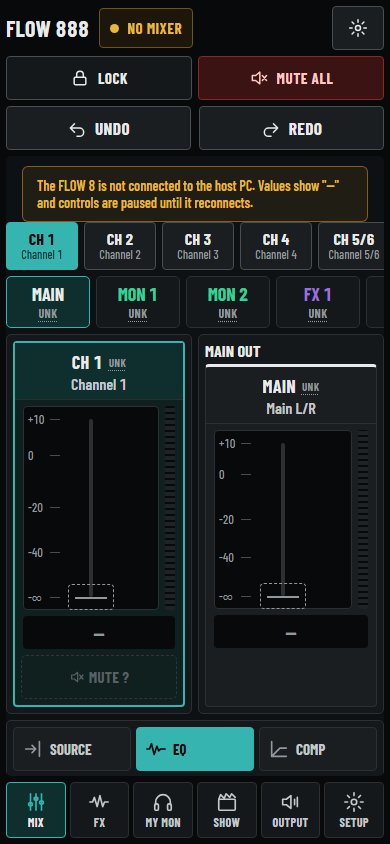 FLOW 888
NO MIXER
LOCK
MUTE ALL
UNDO
REDO
The FLOW 8 is not connected to the host PC. Values show "—"
and controls are paused until it reconnects.
CH 1
Channel 1
CH 2
Channel 2
CH 3
Channel 3
CH 4
Channel 4
CH 5/6
Channel 5/6
MAIN
UNK
MON 1
UNK
MON 2
UNK
FX 1
UNK
CH 1 UNK
Channel 1
+10
0
-20
-40
-∞
—
MUTE ?
MAIN OUT
MAIN UNK
Main L/R
+10
0
-20
-40
-∞
—
SOURCE
EQ
COMP
MIX
FX
MY MON
SHOW
OUTPUT
SETUP